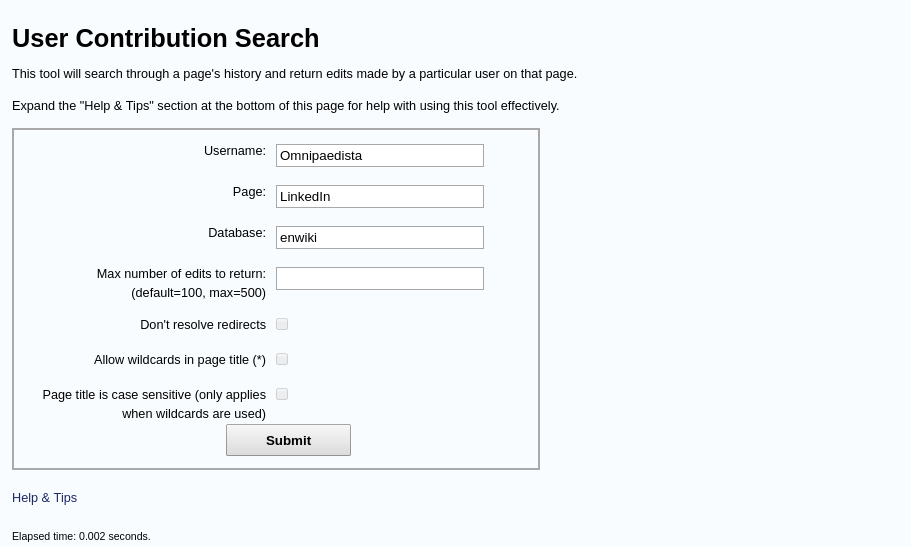 User Contribution Search
This tool will search through a page's history and return edits made by a particular user on that page.
Expand the "Help & Tips" section at the bottom of this page for help with using this tool effectively.
Username: Omnipaedista
Page: LinkedIn
Database: enwiki
Max number of edits to return:
(default=100, max=500)
Don't resolve redirects
Allow wildcards in page title (*)
Page title is case sensitive (only applies
when wildcards are used)
Submit
Help & Tips
Elapsed time: 0.002 seconds.